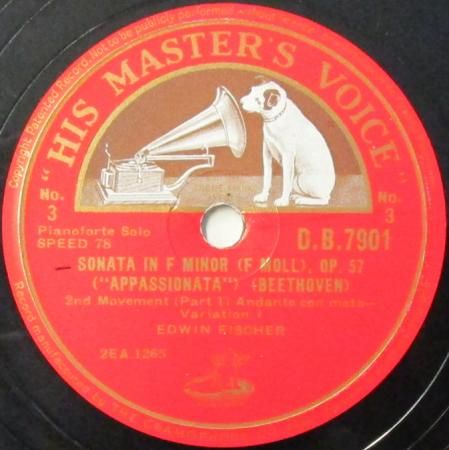 Copyright. Patented Record. Not to be publicly performed without
"HIS MASTER'S VOICE"
No. 3
No. 3
Pianoforte Solo
SPEED 78
D.B.7901
SONATA IN F MINOR (F MOLL), OP. 57
("APPASSIONATA") (BEETHOVEN)
2nd Movement (Part 1) Andante con moto—
Variation 1
EDWIN FISCHER
2EA.1265
Record manufactured by THE GRAMOPHONE